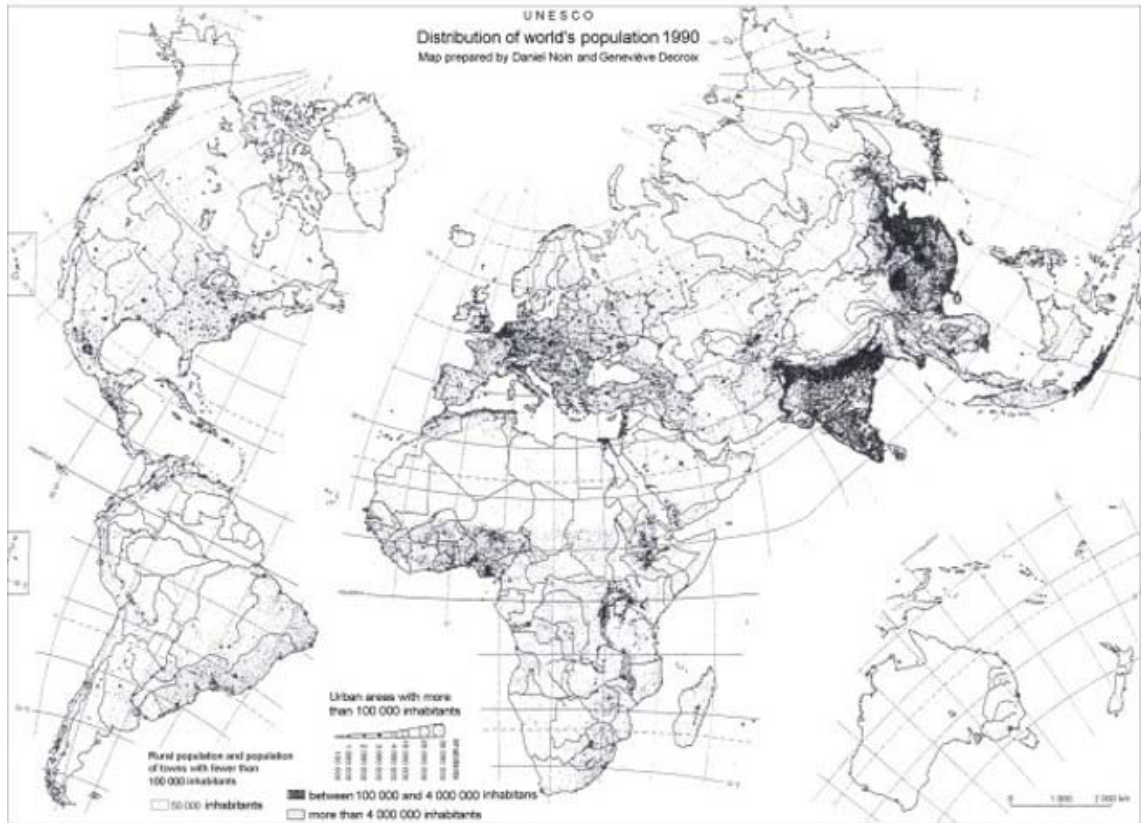 UNESCO
Distribution of world's population 1990
Map prepared by Daniel Noin and Geneviève Decroix
Urban areas with more
than 100 000 inhabitants
Rural population and population
of towns with fewer than
100 000 inhabitants
50 000 inhabitants
between 100 000 and 4 000 000 inhabitans
more than 4 000 000 inhabitants
0 1 000 2 000 km